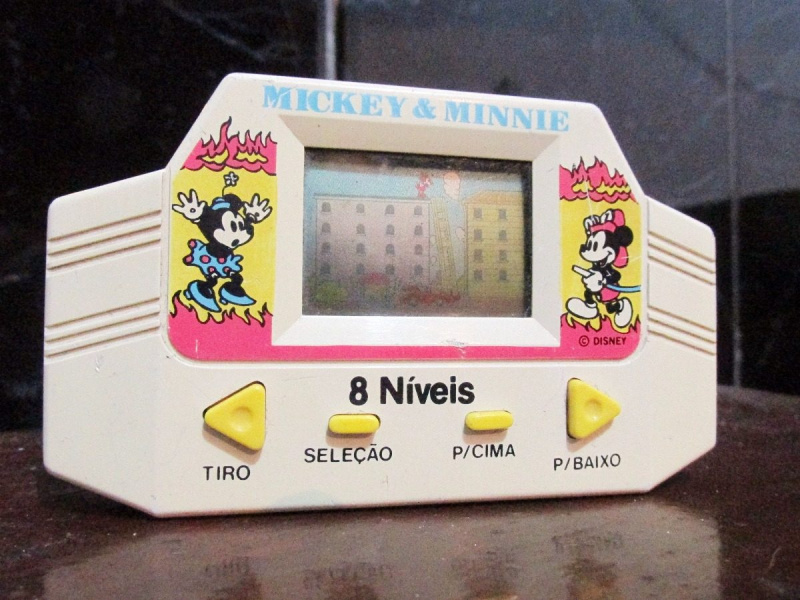 MICKEY & MINNIE
© DISNEY
8 Níveis
TIRO
SELEÇÃO
P/CIMA
P/BAIXO